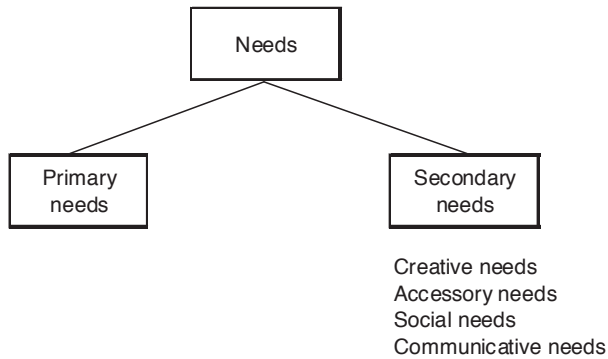 Needs
Primary
needs
Secondary
needs
Creative needs
Accessory needs
Social needs
Communicative needs